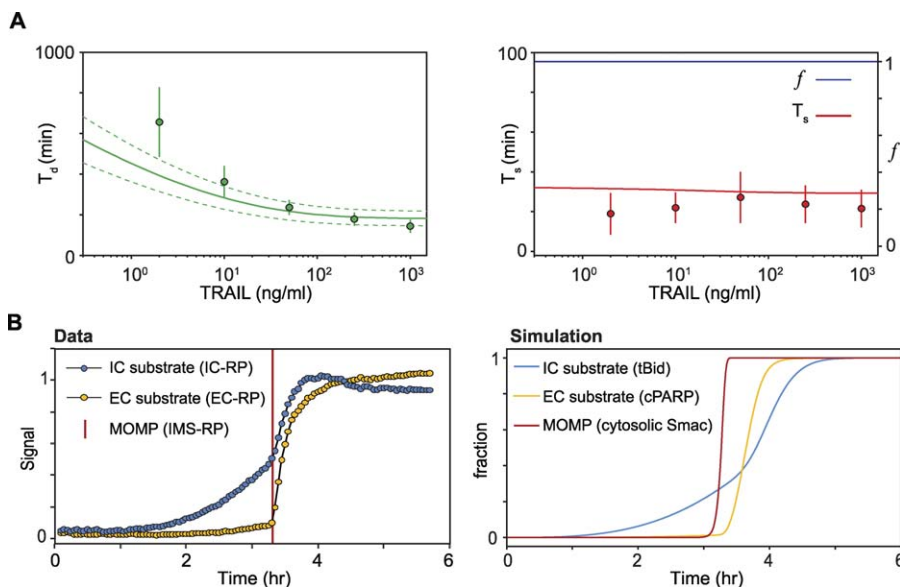 A
1000
T_d (min)
0
10^0
10^1
10^2
10^3
TRAIL (ng/ml)
100
T_s (min)
0
f
T_s
1
f
0
10^0
10^1
10^2
10^3
TRAIL (ng/ml)
B
Data
IC substrate (IC-RP)
EC substrate (EC-RP)
MOMP (IMS-RP)
1
Signal
0
0
2
4
6
Time (hr)
Simulation
IC substrate (tBid)
EC substrate (cPARP)
MOMP (cytosolic Smac)
1
fraction
0
0
2
4
6
Time (hr)